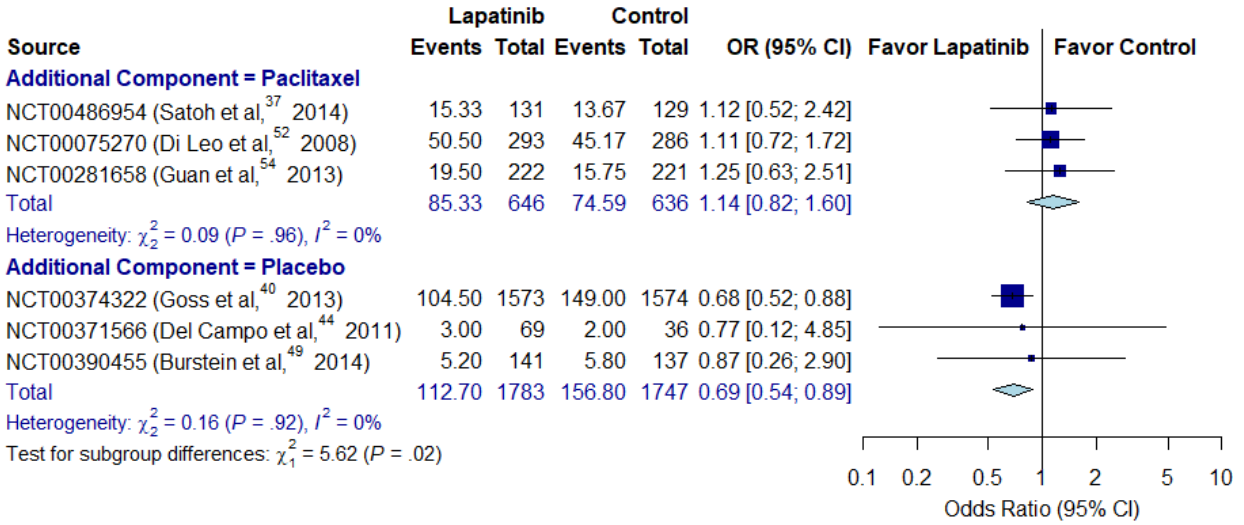 Lapatinib Control
Source Events Total Events Total OR (95% CI) Favor Lapatinib Favor Control
Additional Component = Paclitaxel
NCT00486954 (Satoh et al,37 2014) 15.33 131 13.67 129 1.12 [0.52; 2.42]
NCT00075270 (Di Leo et al,52 2008) 50.50 293 45.17 286 1.11 [0.72; 1.72]
NCT00281658 (Guan et al,54 2013) 19.50 222 15.75 221 1.25 [0.63; 2.51]
Total 85.33 646 74.59 636 1.14 [0.82; 1.60]
Heterogeneity: χ²₂ = 0.09 (P = .96), I² = 0%
Additional Component = Placebo
NCT00374322 (Goss et al,40 2013) 104.50 1573 149.00 1574 0.68 [0.52; 0.88]
NCT00371566 (Del Campo et al,44 2011) 3.00 69 2.00 36 0.77 [0.12; 4.85]
NCT00390455 (Burstein et al,49 2014) 5.20 141 5.80 137 0.87 [0.26; 2.90]
Total 112.70 1783 156.80 1747 0.69 [0.54; 0.89]
Heterogeneity: χ²₂ = 0.16 (P = .92), I² = 0%
Test for subgroup differences: χ²₁ = 5.62 (P = .02)
0.1 0.2 0.5 1 2 5 10
Odds Ratio (95% CI)